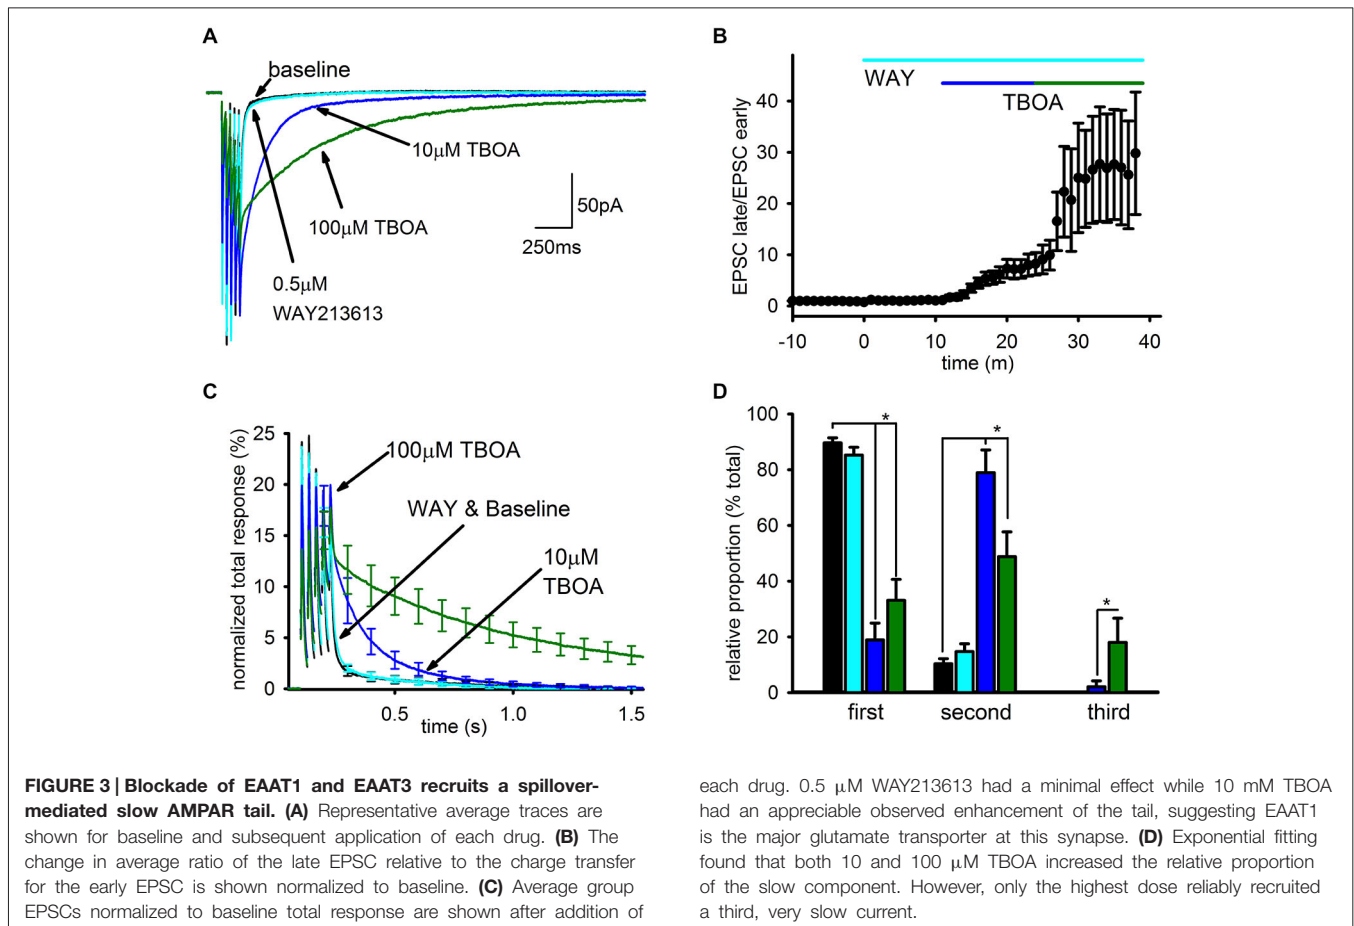 A
baseline
10μM TBOA
100μM TBOA
50pA
250ms
0.5μM
WAY213613
B
WAY
TBOA
EPSC late/EPSC early
40
30
20
10
0
-10 0 10 20 30 40
time (m)
C
normalized total response (%)
25
20
15
10
5
0
100μM TBOA
WAY & Baseline
10μM
TBOA
0.5 1.0 1.5
time (s)
D
relative proportion (% total)
100
80
60
40
20
0
*
*
*
first second third
FIGURE 3 | Blockade of EAAT1 and EAAT3 recruits a spillover-
mediated slow AMPAR tail. (A) Representative average traces are
shown for baseline and subsequent application of each drug. (B) The
change in average ratio of the late EPSC relative to the charge transfer
for the early EPSC is shown normalized to baseline. (C) Average group
EPSCs normalized to baseline total response are shown after addition of
each drug. 0.5 μM WAY213613 had a minimal effect while 10 mM TBOA
had an appreciable observed enhancement of the tail, suggesting EAAT1
is the major glutamate transporter at this synapse. (D) Exponential fitting
found that both 10 and 100 μM TBOA increased the relative proportion
of the slow component. However, only the highest dose reliably recruited
a third, very slow current.